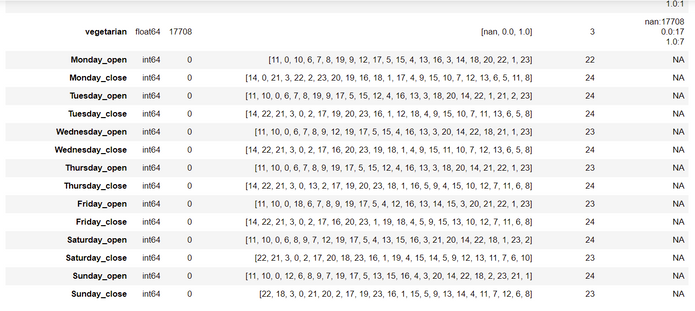 1.0:1
nan:17708
vegetarian float64 17708 [nan, 0.0, 1.0] 3 0.0:17
1.0:7
Monday_open int64 0 [11, 0, 10, 6, 7, 8, 19, 9, 12, 17, 5, 15, 4, 13, 16, 3, 14, 18, 20, 22, 1, 23] 22 NA
Monday_close int64 0 [14, 0, 21, 3, 22, 2, 23, 20, 19, 16, 18, 1, 17, 4, 9, 15, 10, 7, 12, 13, 6, 5, 11, 8] 24 NA
Tuesday_open int64 0 [11, 10, 0, 6, 7, 8, 19, 9, 17, 5, 15, 12, 4, 16, 13, 3, 18, 20, 14, 22, 1, 21, 2, 23] 24 NA
Tuesday_close int64 0 [14, 22, 21, 3, 0, 2, 17, 19, 20, 23, 16, 1, 12, 18, 4, 9, 15, 10, 7, 11, 13, 6, 5, 8] 24 NA
Wednesday_open int64 0 [11, 10, 0, 6, 7, 8, 9, 12, 19, 17, 5, 15, 4, 16, 13, 3, 20, 14, 22, 18, 21, 1, 23] 23 NA
Wednesday_close int64 0 [14, 22, 21, 3, 0, 2, 17, 16, 20, 23, 19, 18, 1, 4, 9, 15, 11, 10, 7, 12, 13, 6, 5, 8] 24 NA
Thursday_open int64 0 [11, 10, 0, 6, 7, 8, 9, 19, 17, 5, 15, 12, 4, 16, 13, 3, 18, 20, 14, 21, 22, 1, 23] 23 NA
Thursday_close int64 0 [14, 22, 21, 3, 0, 13, 2, 17, 19, 20, 23, 18, 1, 16, 5, 9, 4, 15, 10, 12, 7, 11, 6, 8] 24 NA
Friday_open int64 0 [11, 10, 0, 18, 6, 7, 8, 9, 19, 17, 5, 4, 12, 16, 13, 14, 15, 3, 20, 21, 22, 1, 23] 23 NA
Friday_close int64 0 [14, 22, 21, 3, 0, 2, 17, 16, 20, 23, 1, 19, 18, 4, 5, 9, 15, 13, 10, 12, 7, 11, 6, 8] 24 NA
Saturday_open int64 0 [11, 10, 0, 6, 8, 9, 7, 12, 19, 17, 5, 4, 13, 15, 16, 3, 21, 20, 14, 22, 18, 1, 23, 2] 24 NA
Saturday_close int64 0 [22, 21, 3, 0, 2, 17, 20, 18, 23, 16, 1, 19, 4, 15, 14, 5, 9, 12, 13, 11, 7, 6, 10] 23 NA
Sunday_open int64 0 [11, 10, 0, 12, 6, 8, 9, 7, 19, 17, 5, 13, 15, 16, 4, 3, 20, 14, 22, 18, 2, 23, 21, 1] 24 NA
Sunday_close int64 0 [22, 18, 3, 0, 21, 20, 2, 17, 19, 23, 16, 1, 15, 5, 9, 13, 14, 4, 11, 7, 12, 6, 8] 23 NA